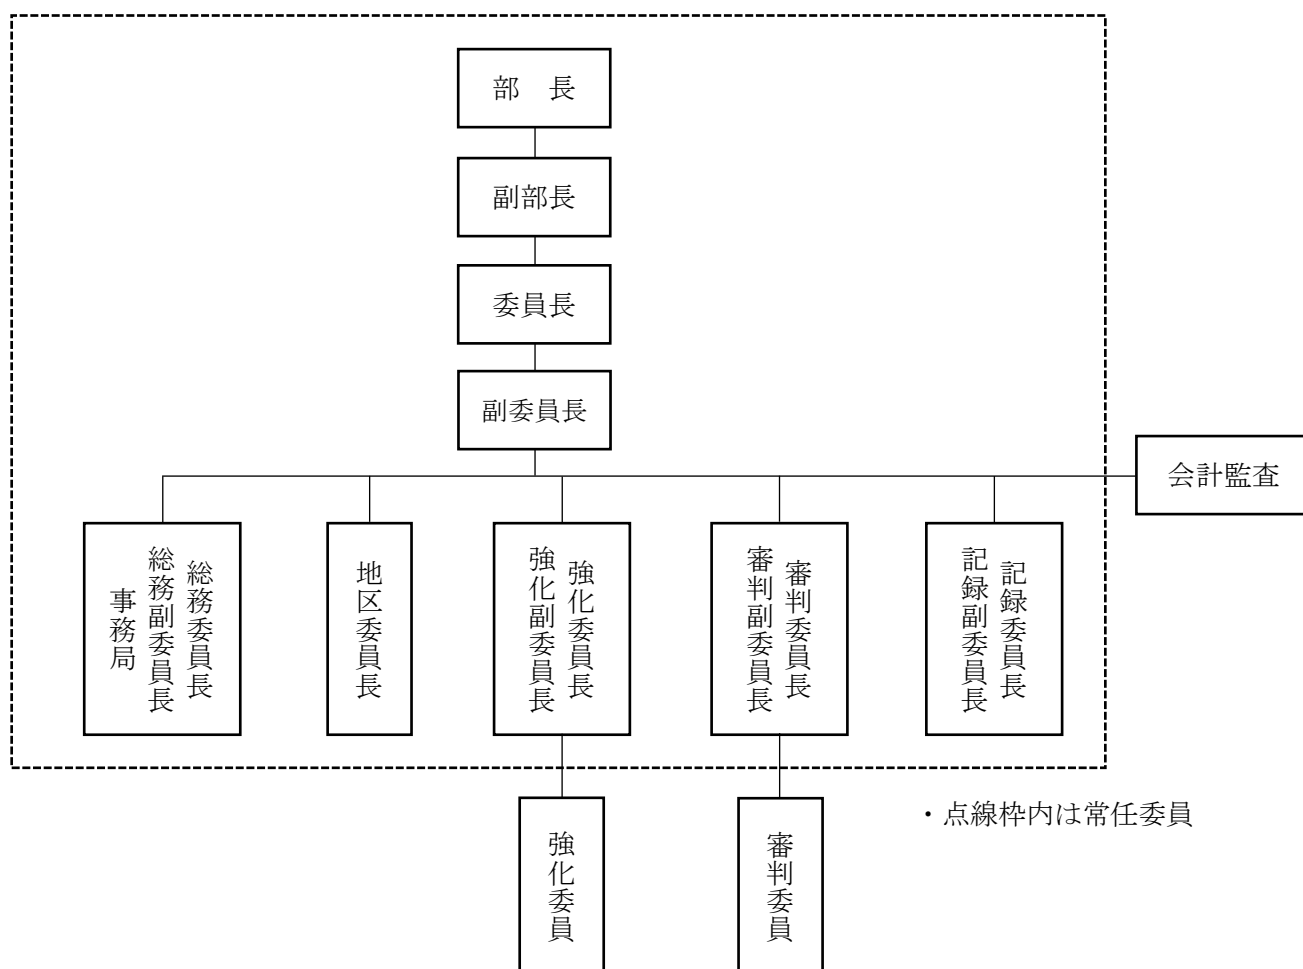 部　長
副部長
委員長
副委員長
会計監査
総務委員長
総務副委員長
事務局
地区委員長
強化委員長
強化副委員長
審判委員長
審判副委員長
記録委員長
記録副委員長
・点線枠内は常任委員
強化委員
審判委員